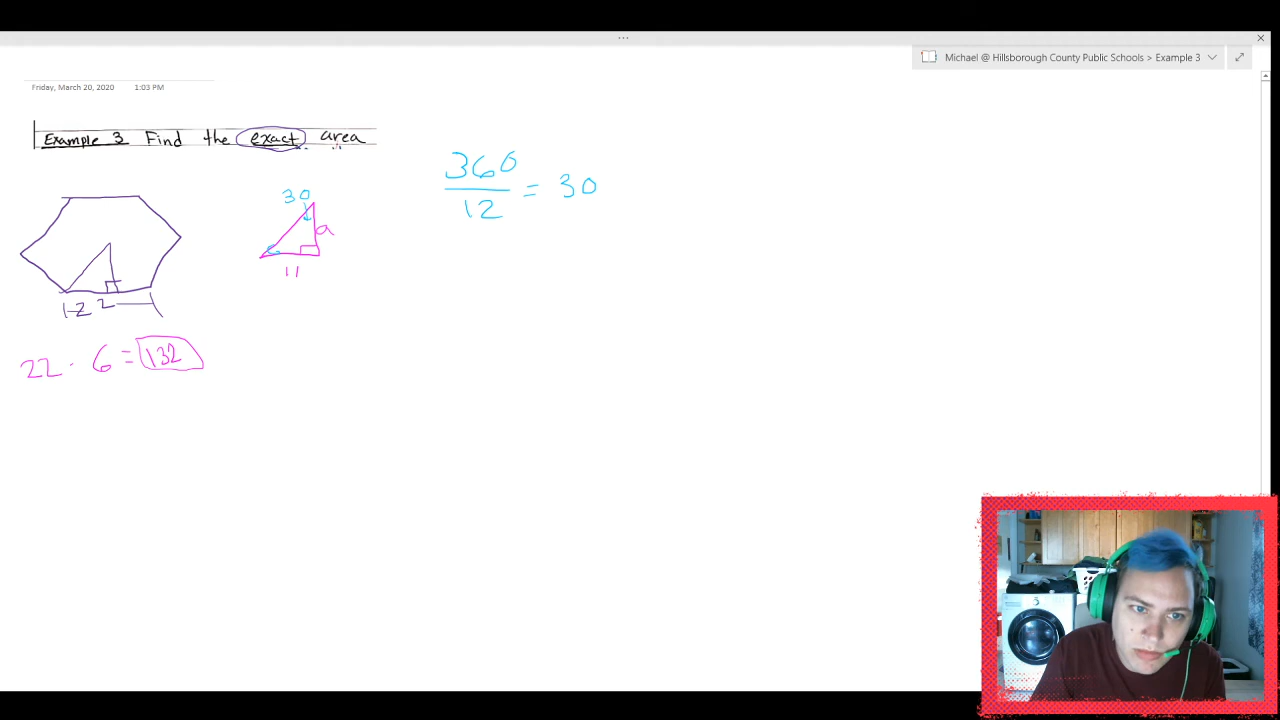 Michael @ Hillsborough County Public Schools > Example 3
Friday, March 20, 2020 1:03 PM
Example 3 Find the exact area
360
12
= 30
30
a
11
22
22 · 6 = 132